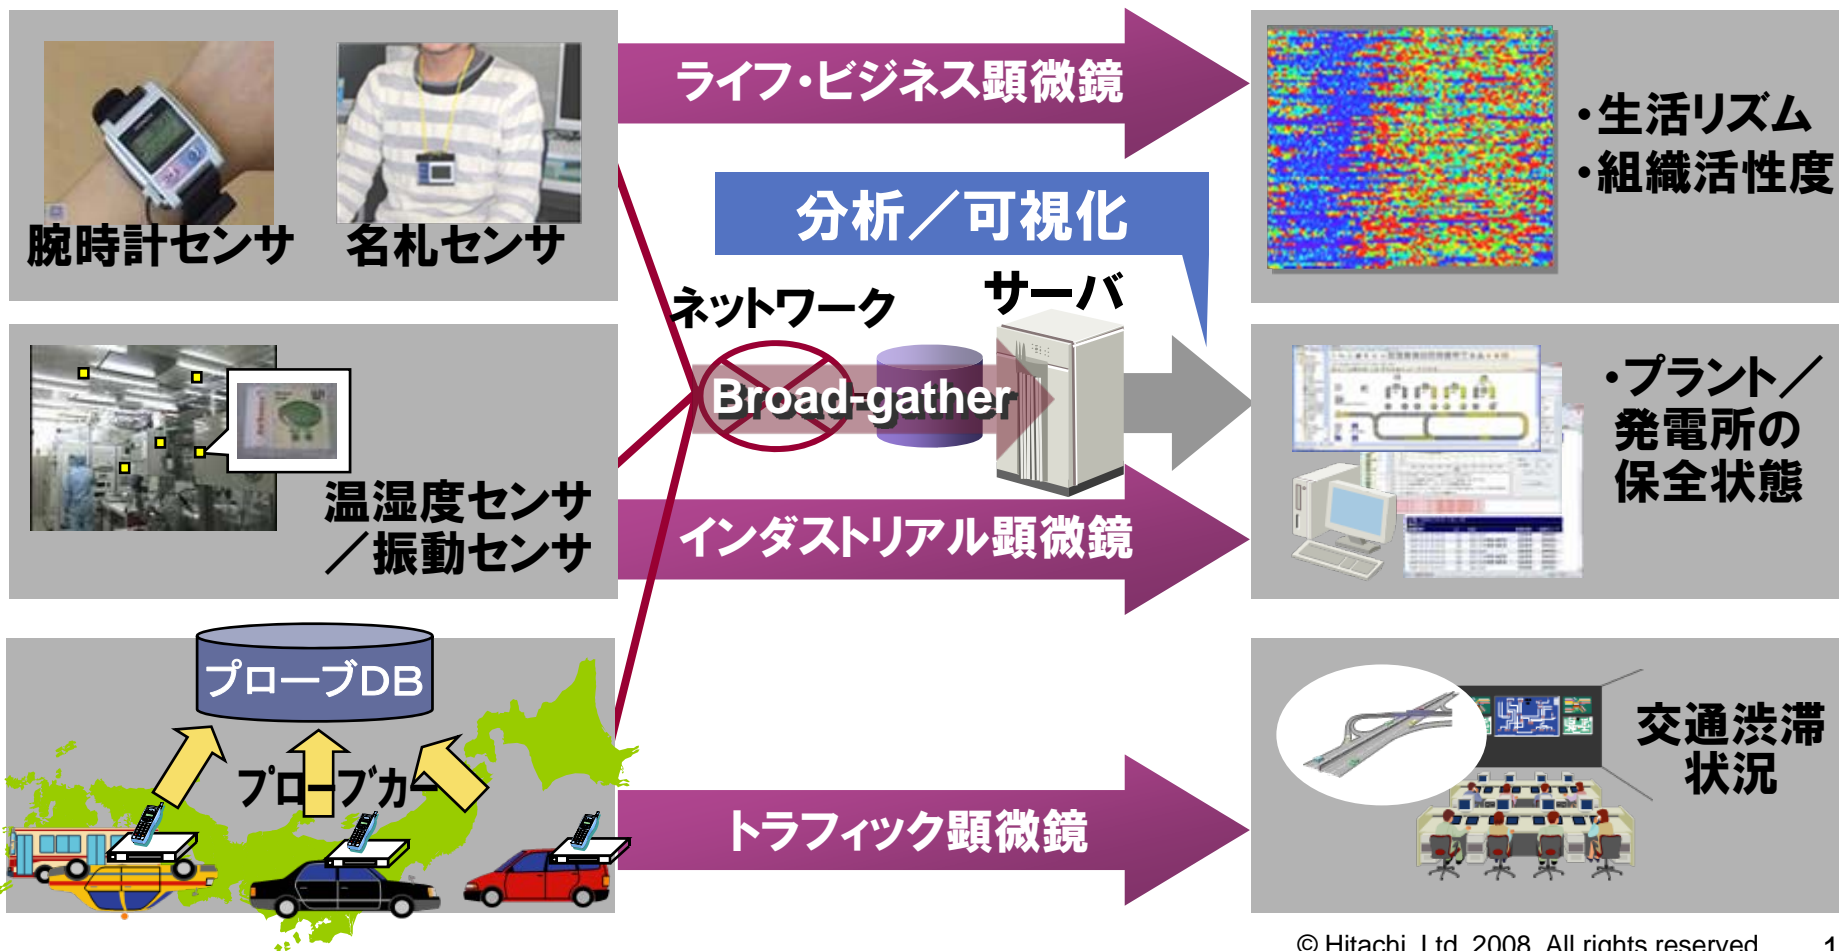 ライフ・ビジネス顕微鏡
・生活リズム
・組織活性度
腕時計センサ
名札センサ
分析／可視化
ネットワーク
サーバ
Broad-gather
・プラント／
発電所の
保全状態
温湿度センサ
／振動センサ
インダストリアル顕微鏡
プローブDB
プローブカー
トラフィック顕微鏡
交通渋滞
状況
© Hitachi, Ltd. 2008. All rights reserved.
1